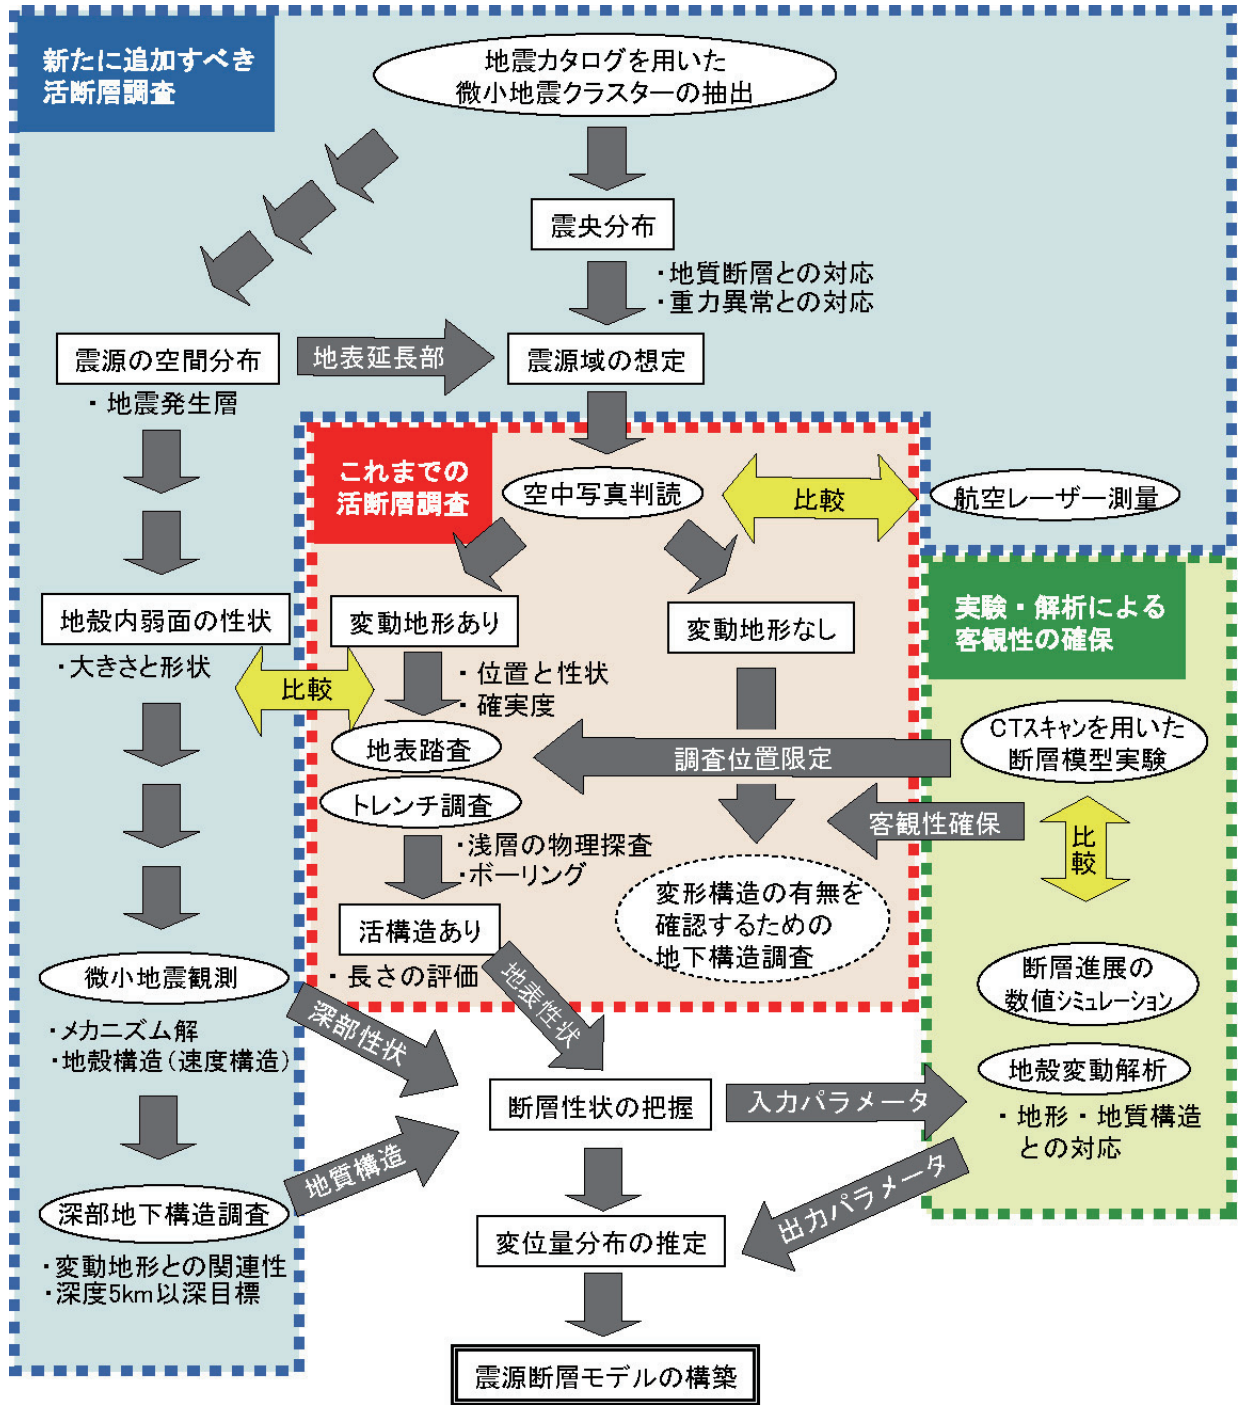 新たに追加すべき
活断層調査
地震カタログを用いた
微小地震クラスターの抽出
震央分布
・地質断層との対応
・重力異常との対応
震源の空間分布
・地震発生層
地表延長部
震源域の想定
これまでの
活断層調査
空中写真判読
比較
航空レーザー測量
地殻内弱面の性状
・大きさと形状
比較
変動地形あり
・位置と性状
・確実度
変動地形なし
実験・解析による
客観性の確保
地表踏査
トレンチ調査
調査位置限定
CTスキャンを用いた
断層模型実験
客観性確保
比較
・浅層の物理探査
・ボーリング
活構造あり
・長さの評価
変形構造の有無を
確認するための
地下構造調査
微小地震観測
・メカニズム解
・地殻構造（速度構造）
深部性状
地表性状
断層進展の
数値シミュレーション
地殻変動解析
・地形・地質構造
との対応
断層性状の把握
入力パラメータ
地質構造
深部地下構造調査
・変動地形との関連性
・深度5km以深目標
出力パラメータ
変位量分布の推定
震源断層モデルの構築